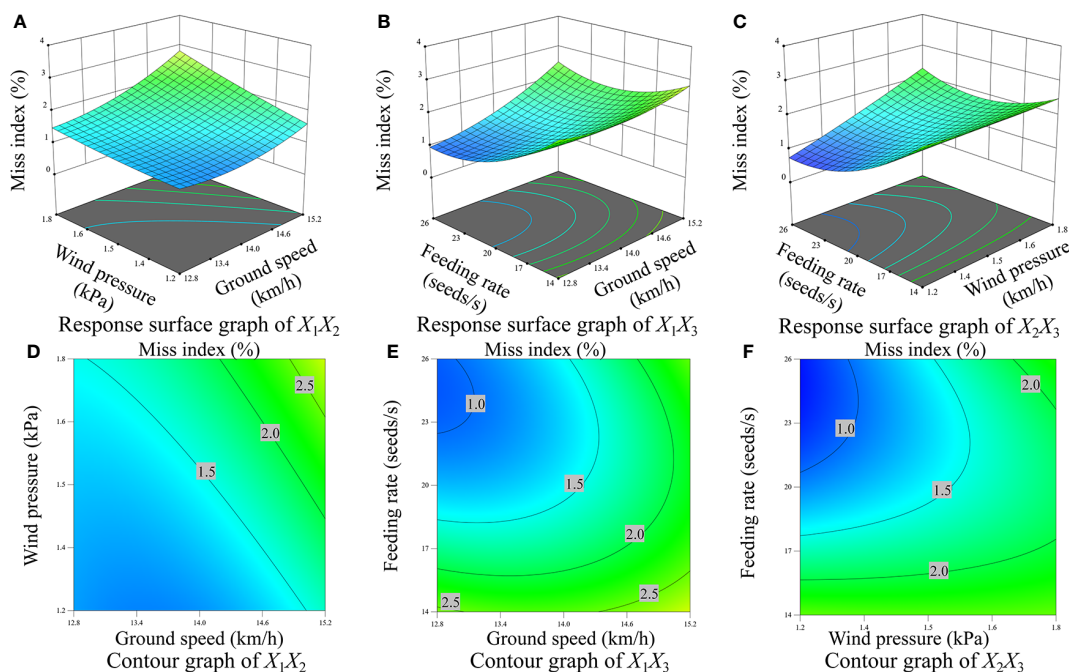 A
Miss index (%)
4
3
2
1
0
1.8
1.6
1.5
1.4
1.2
Wind pressure
(kPa)
12.8
13.4
14.0
14.6
15.2
Ground speed
(km/h)
Response surface graph of X₁X₂
B
Miss index (%)
4
3
2
1
0
26
23
20
17
14
Feeding rate
(seeds/s)
12.8
13.4
14.0
14.6
15.2
Ground speed
(km/h)
Response surface graph of X₁X₃
C
Miss index (%)
4
3
2
1
0
26
23
20
17
14
Feeding rate
(seeds/s)
1.2
1.4
1.5
1.6
1.8
Wind pressure
(kPa)
Response surface graph of X₂X₃
D
Miss index (%)
Wind pressure (kPa)
1.8
1.6
1.5
1.4
1.2
2.5
2.0
1.5
12.8
13.4
14.0
14.6
15.2
Ground speed (km/h)
Contour graph of X₁X₂
E
Miss index (%)
Feeding rate (seeds/s)
26
23
20
17
14
1.0
1.5
2.0
2.5
2.5
12.8
13.4
14.0
14.6
15.2
Ground speed (km/h)
Contour graph of X₁X₃
F
Miss index (%)
Feeding rate (seeds/s)
26
23
20
17
14
2.0
1.0
1.5
2.0
1.2
1.4
1.5
1.6
1.8
Wind pressure (kPa)
Contour graph of X₂X₃